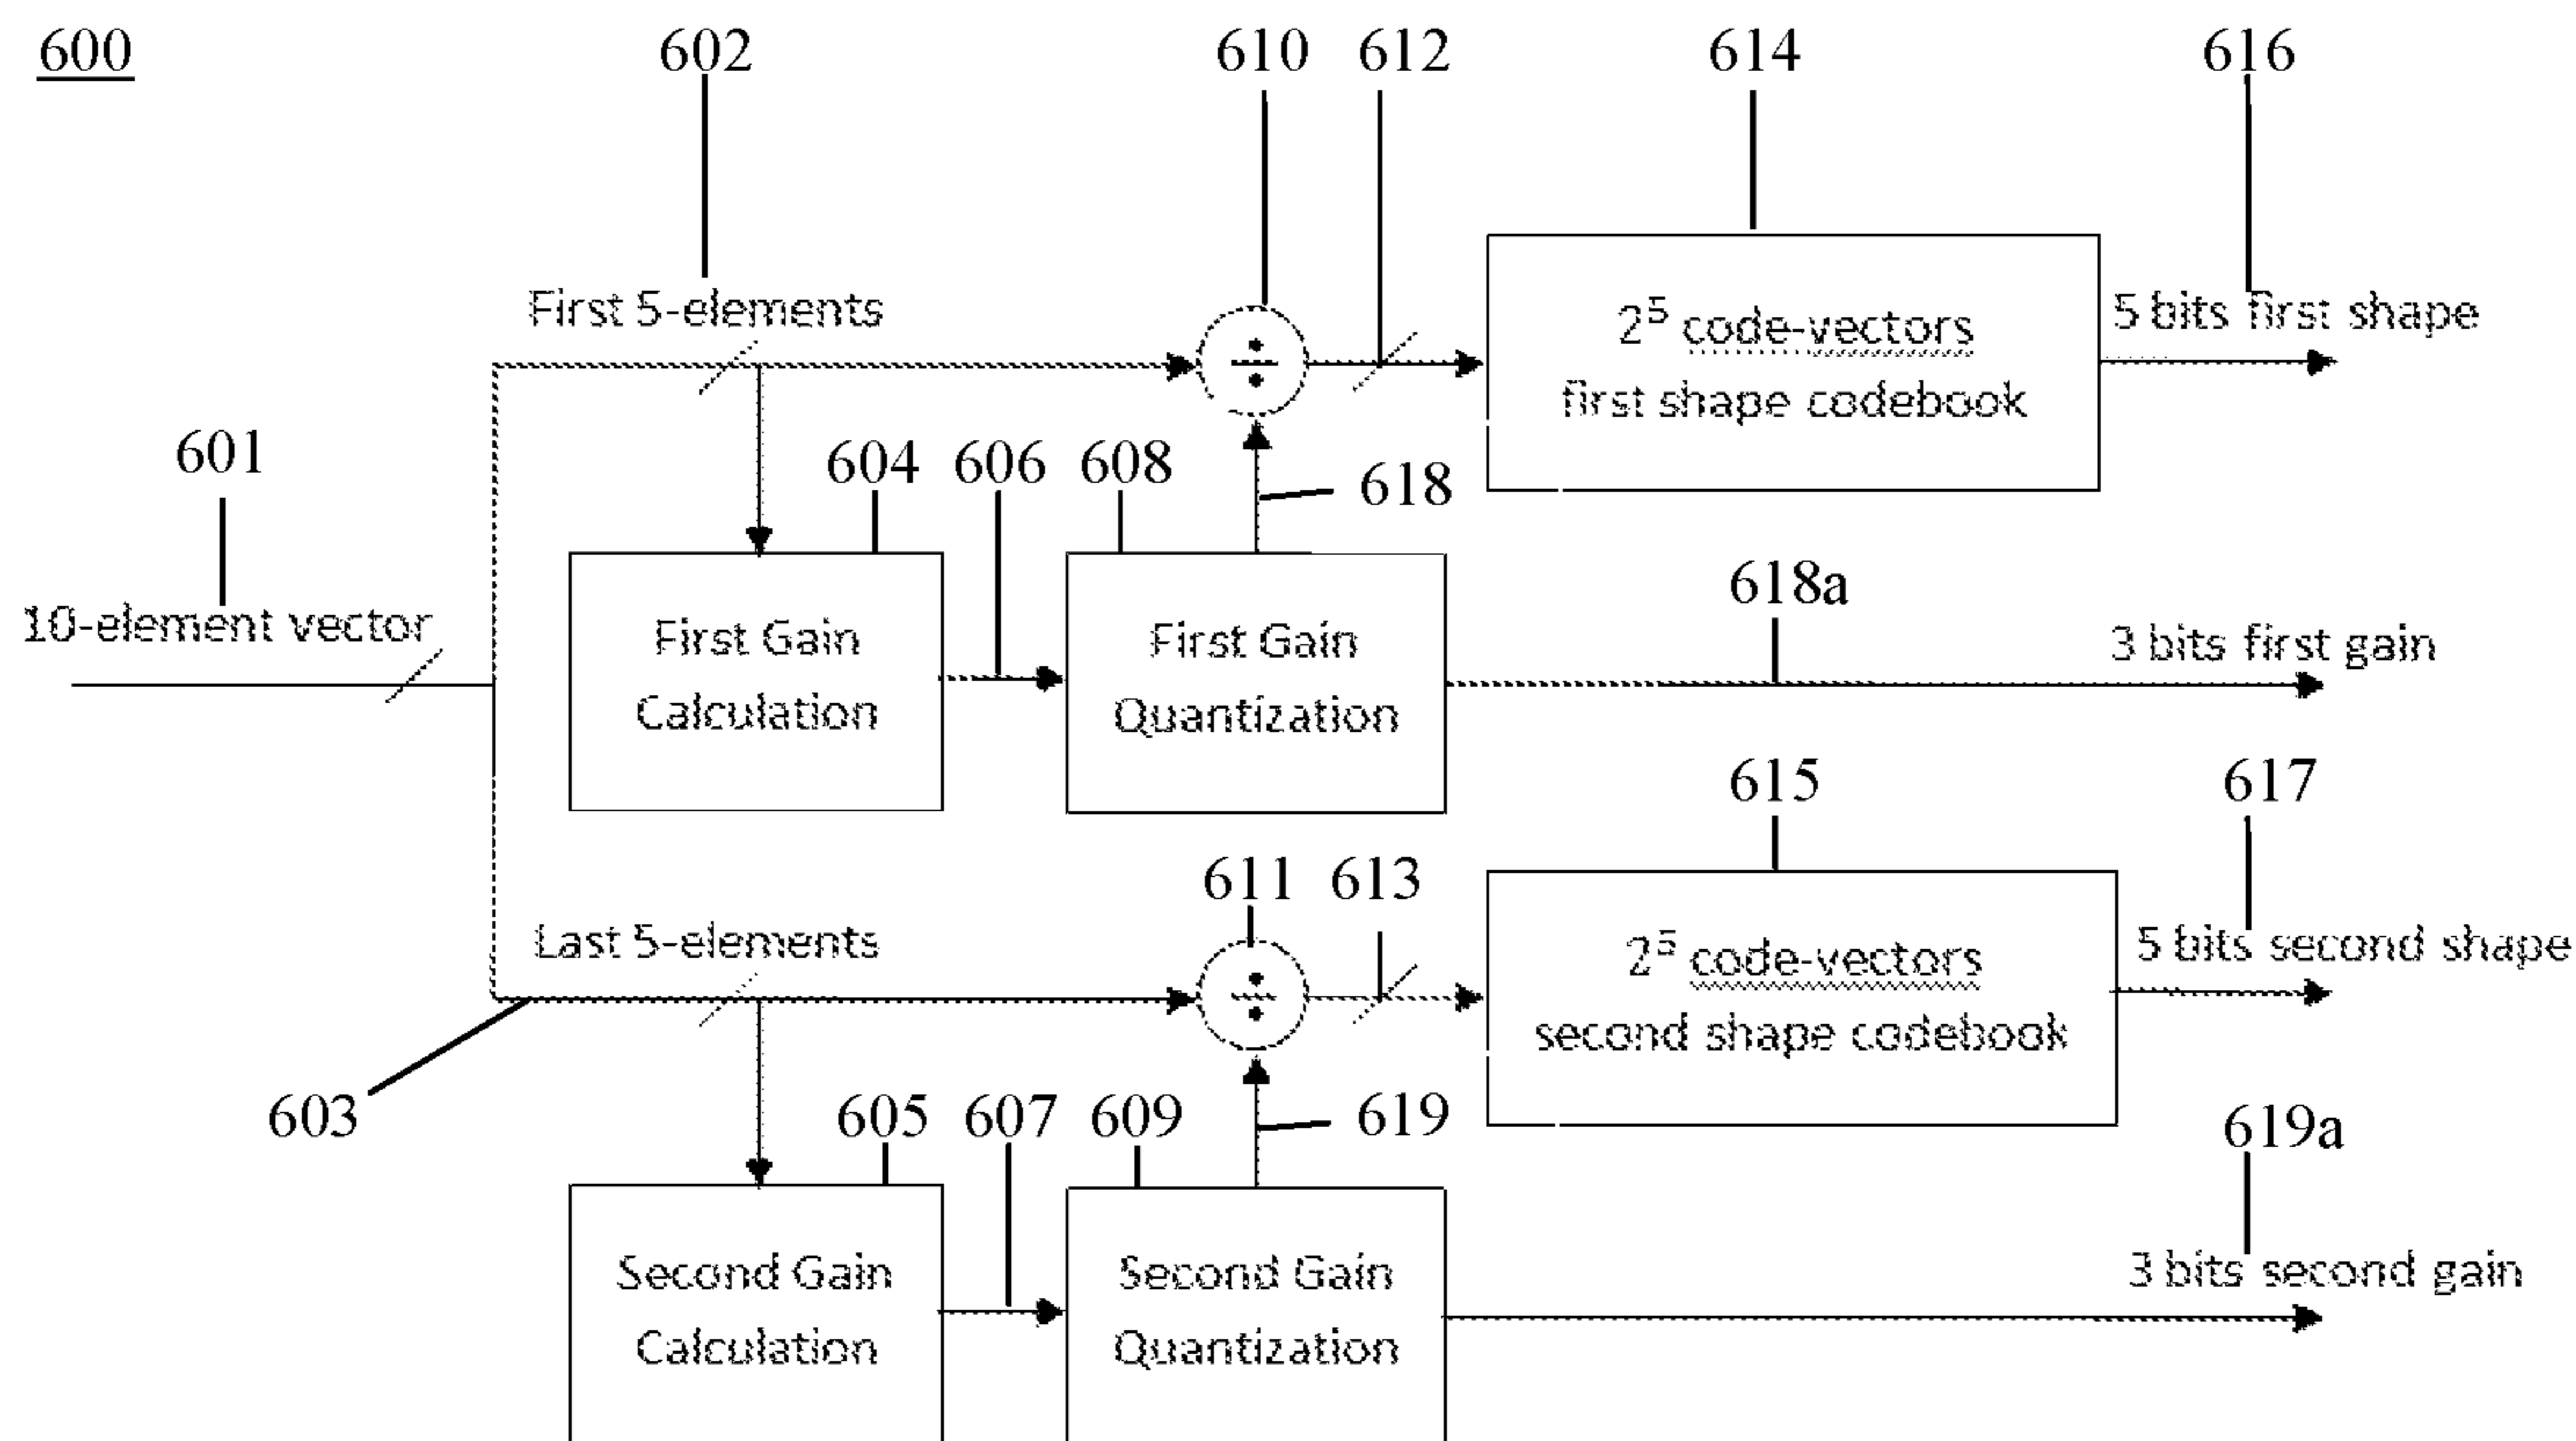 600
602
610
612
614
616
First 5-elements
2⁵ code-vectors
first shape codebook
5 bits first shape
601
604
606
608
618
10-element vector
First Gain
Calculation
First Gain
Quantization
618a
3 bits first gain
615
617
611
613
Last 5-elements
2⁵ code-vectors
second shape codebook
5 bits second shape
603
605
607
609
619
619a
Second Gain
Calculation
Second Gain
Quantization
3 bits second gain